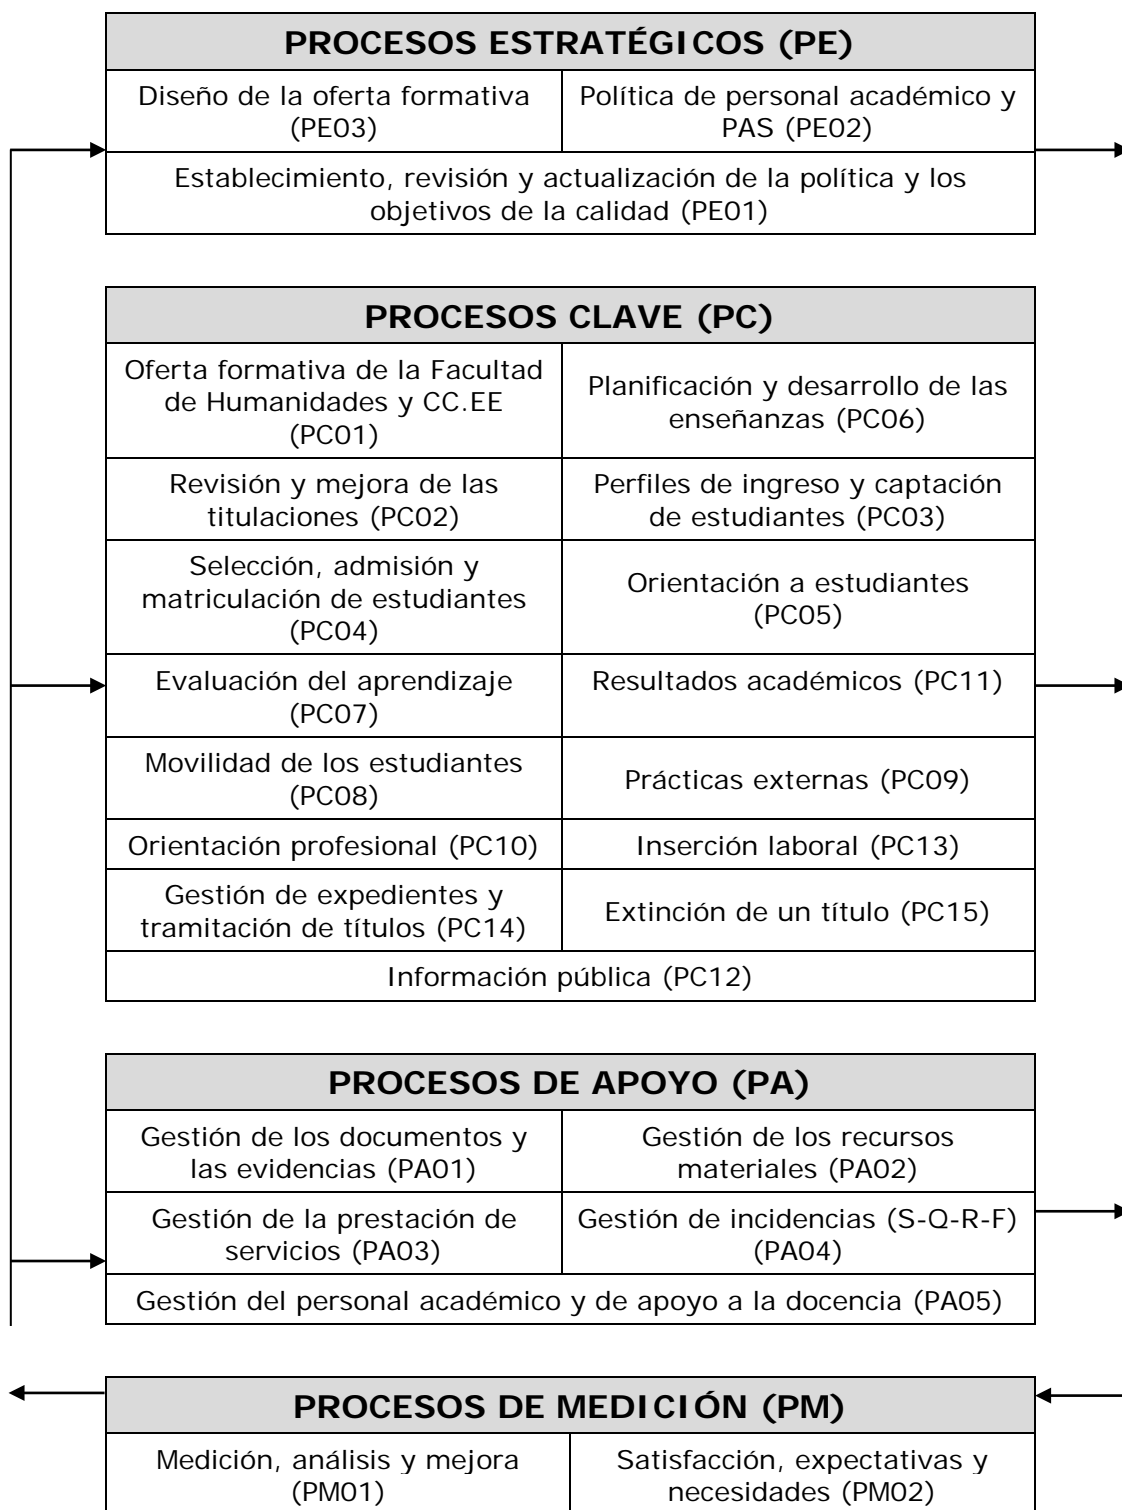 PROCESOS ESTRATÉGICOS (PE)
Diseño de la oferta formativa
(PE03)
Política de personal académico y
PAS (PE02)
Establecimiento, revisión y actualización de la política y los
objetivos de la calidad (PE01)
PROCESOS CLAVE (PC)
Oferta formativa de la Facultad
de Humanidades y CC.EE
(PC01)
Planificación y desarrollo de las
enseñanzas (PC06)
Revisión y mejora de las
titulaciones (PC02)
Perfiles de ingreso y captación
de estudiantes (PC03)
Selección, admisión y
matriculación de estudiantes
(PC04)
Orientación a estudiantes
(PC05)
Evaluación del aprendizaje
(PC07)
Resultados académicos (PC11)
Movilidad de los estudiantes
(PC08)
Prácticas externas (PC09)
Orientación profesional (PC10)
Inserción laboral (PC13)
Gestión de expedientes y
tramitación de títulos (PC14)
Extinción de un título (PC15)
Información pública (PC12)
PROCESOS DE APOYO (PA)
Gestión de los documentos y
las evidencias (PA01)
Gestión de los recursos
materiales (PA02)
Gestión de la prestación de
servicios (PA03)
Gestión de incidencias (S-Q-R-F)
(PA04)
Gestión del personal académico y de apoyo a la docencia (PA05)
PROCESOS DE MEDICIÓN (PM)
Medición, análisis y mejora
(PM01)
Satisfacción, expectativas y
necesidades (PM02)